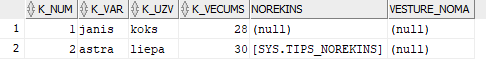 K_NUM K_VAR K_UZV K_VECUMS NOREKINS VESTURE_NOMA
1 1 janis koks 28 (null) (null)
2 2 astra liepa 30 [SYS.TIPS_NOREKINS] (null)